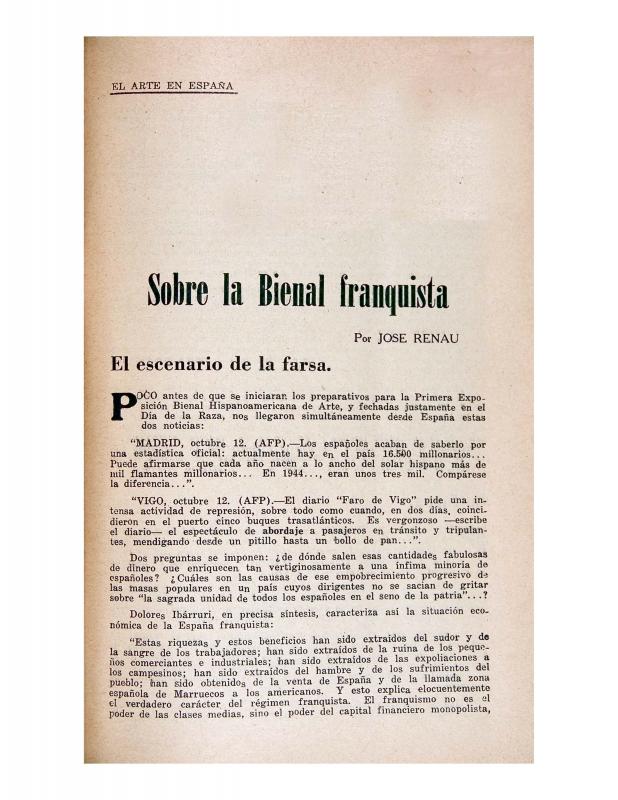 EL ARTE EN ESPAÑA
Sobre la Bienal franquista
Por JOSE RENAU
El escenario de la farsa.
POCO antes de que se iniciaran los preparativos para la Primera Expo-
sición Bienal Hispanoamericana de Arte, y fechadas justamente en el
Día de la Raza, nos llegaron simultáneamente desde España estas
dos noticias:
"MADRID, octubre 12. (AFP).—Los españoles acaban de saberlo por
una estadística oficial: actualmente hay en el país 16.500 millonarios...
Puede afirmarse que cada año nacen a lo ancho del solar hispano más de
mil flamantes millonarios... En 1944..., eran unos tres mil. Compárese
la diferencia...".
"VIGO, octubre 12. (AFP).—El diario "Faro de Vigo" pide una in-
tensa actividad de represión, sobre todo como cuando, en dos días, coinci-
dieron en el puerto cinco buques trasatlánticos. Es vergonzoso —escribe
el diario— el espectáculo de abordaje a pasajeros en tránsito y tripulan-
tes, mendigando desde un pitillo hasta un bollo de pan...".
Dos preguntas se imponen: ¿de dónde salen esas cantidades fabulosas
de dinero que enriquecen tan vertiginosamente a una ínfima minoría de
españoles? ¿Cuáles son las causas de ese empobrecimiento progresivo de
las masas populares en un país cuyos dirigentes no se sacian de gritar
sobre "la sagrada unidad de todos los españoles en el seno de la patria"...?
Dolores Ibárruri, en precisa síntesis, caracteriza así la situación eco-
nómica de la España franquista:
"Estas riquezas y estos beneficios han sido extraídos del sudor y de
la sangre de los trabajadores; han sido extraídos de la ruina de los peque-
ños comerciantes e industriales; han sido extraídos de las expoliaciones a
los campesinos; han sido extraídos del hambre y de los sufrimientos del
pueblo; han sido obtenidos de la venta de España y de la llamada zona
española de Marruecos a los americanos. Y esto explica elocuentemente
el verdadero carácter del régimen franquista. El franquismo no es el
poder de las clases medias, sino el poder del capital financiero monopolista,